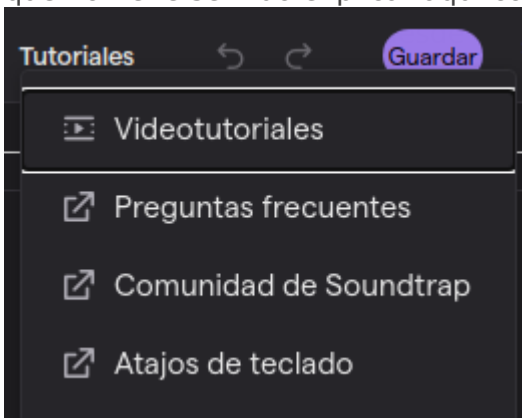 Tutoriales
Guardar
Videotutoriales
Preguntas frecuentes
Comunidad de Soundtrap
Atajos de teclado